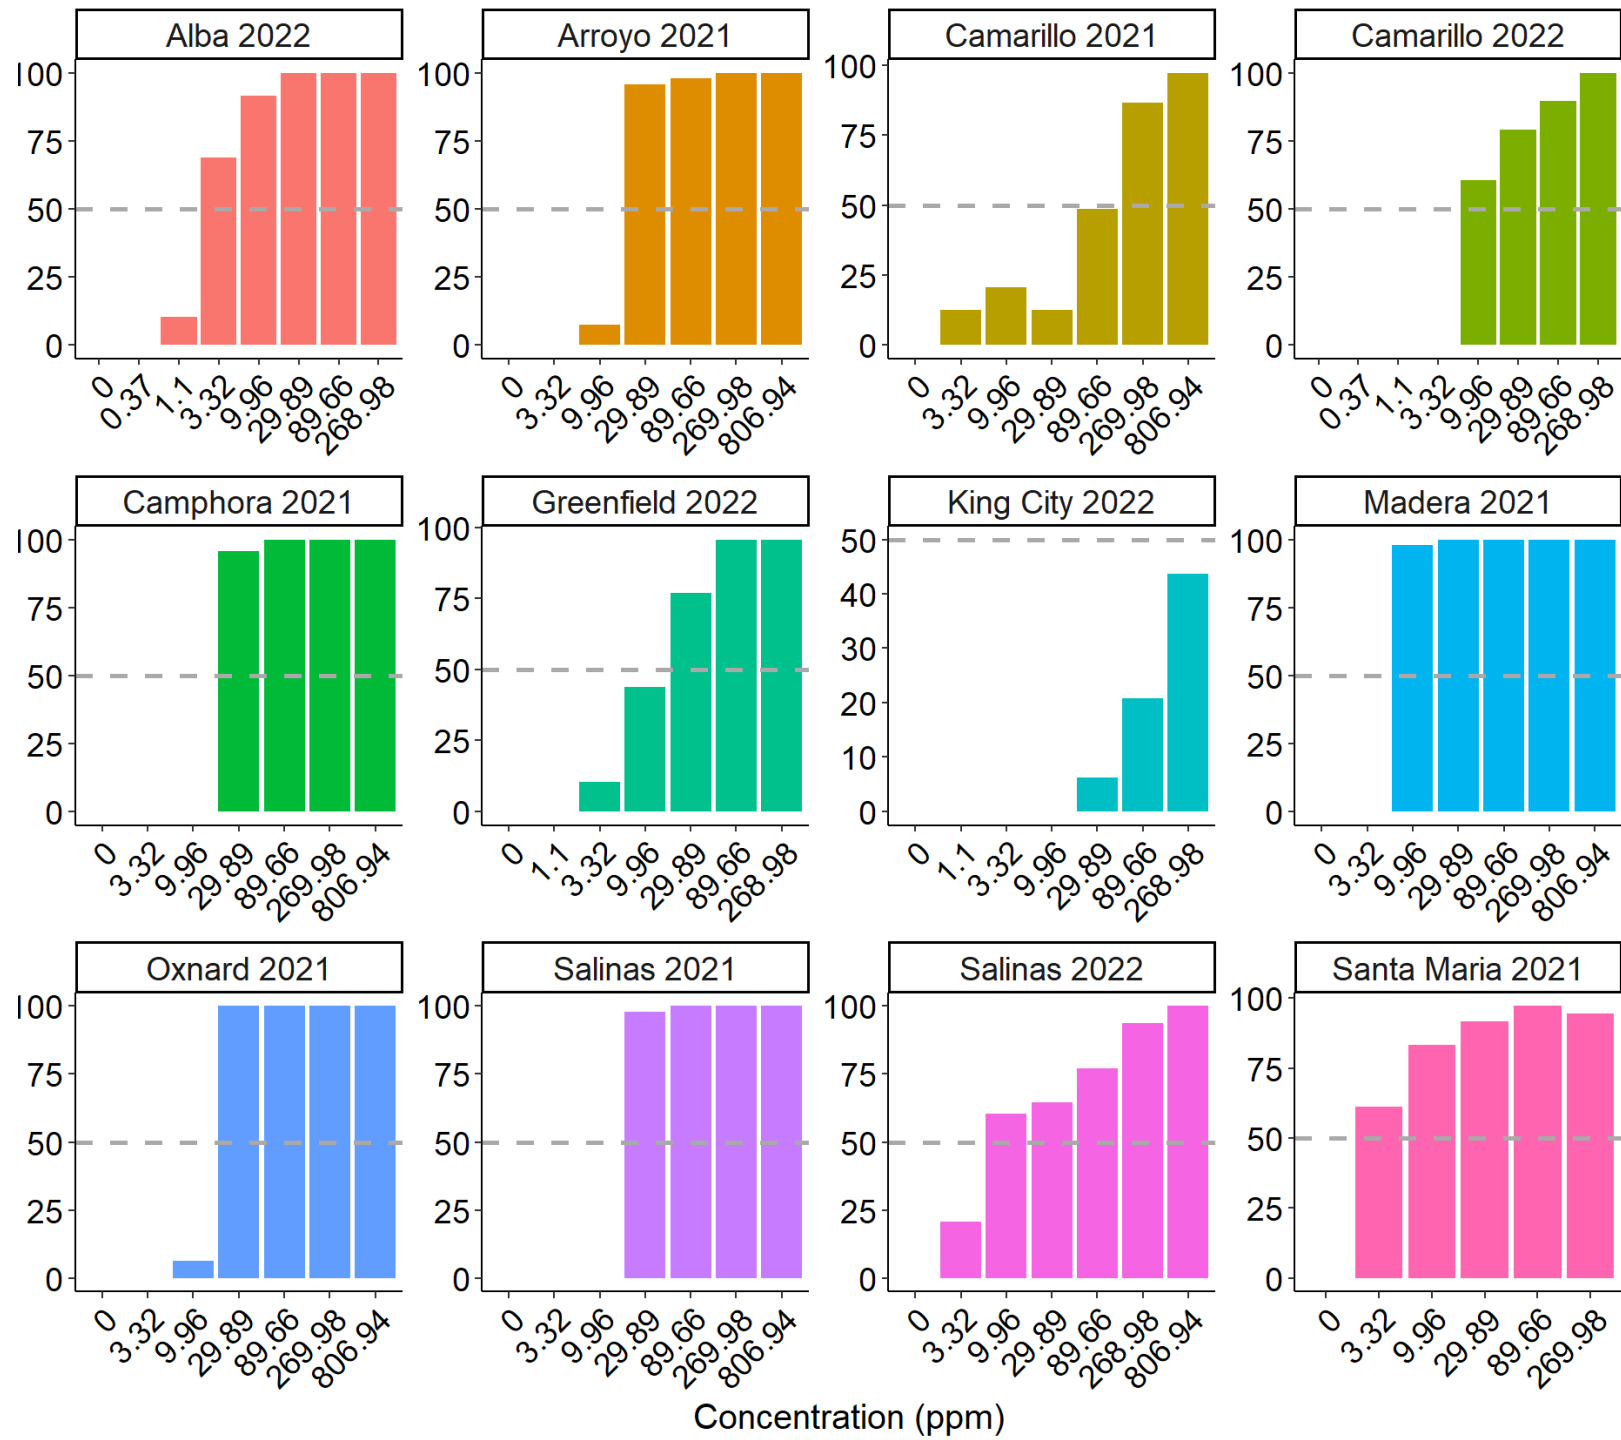 Alba 2022
Arroyo 2021
Camarillo 2021
Camarillo 2022
100 75 50 25 0
100 75 50 25 0
100 75 50 25 0
100 75 50 25 0
0 0.37 1.1 3.32 9.96 29.89 89.66 268.98
0 3.32 9.96 29.89 89.66 269.98 806.94
0 3.32 9.96 29.89 89.66 269.98 806.94
0 0.37 1.1 3.32 9.96 29.89 89.66 268.98
Camphora 2021
Greenfield 2022
King City 2022
Madera 2021
100 75 50 25 0
100 75 50 25 0
50 40 30 20 10 0
100 75 50 25 0
0 3.32 9.96 29.89 89.66 269.98 806.94
0 1.1 3.32 9.96 29.89 89.66 268.98
0 1.1 3.32 9.96 29.89 89.66 268.98
0 3.32 9.96 29.89 89.66 269.98 806.94
Oxnard 2021
Salinas 2021
Salinas 2022
Santa Maria 2021
100 75 50 25 0
100 75 50 25 0
100 75 50 25 0
100 75 50 25 0
0 3.32 9.96 29.89 89.66 269.98 806.94
0 3.32 9.96 29.89 89.66 269.98 806.94
0 3.32 9.96 29.89 89.66 268.98 806.94
0 3.32 9.96 29.89 89.66 269.98
Concentration (ppm)